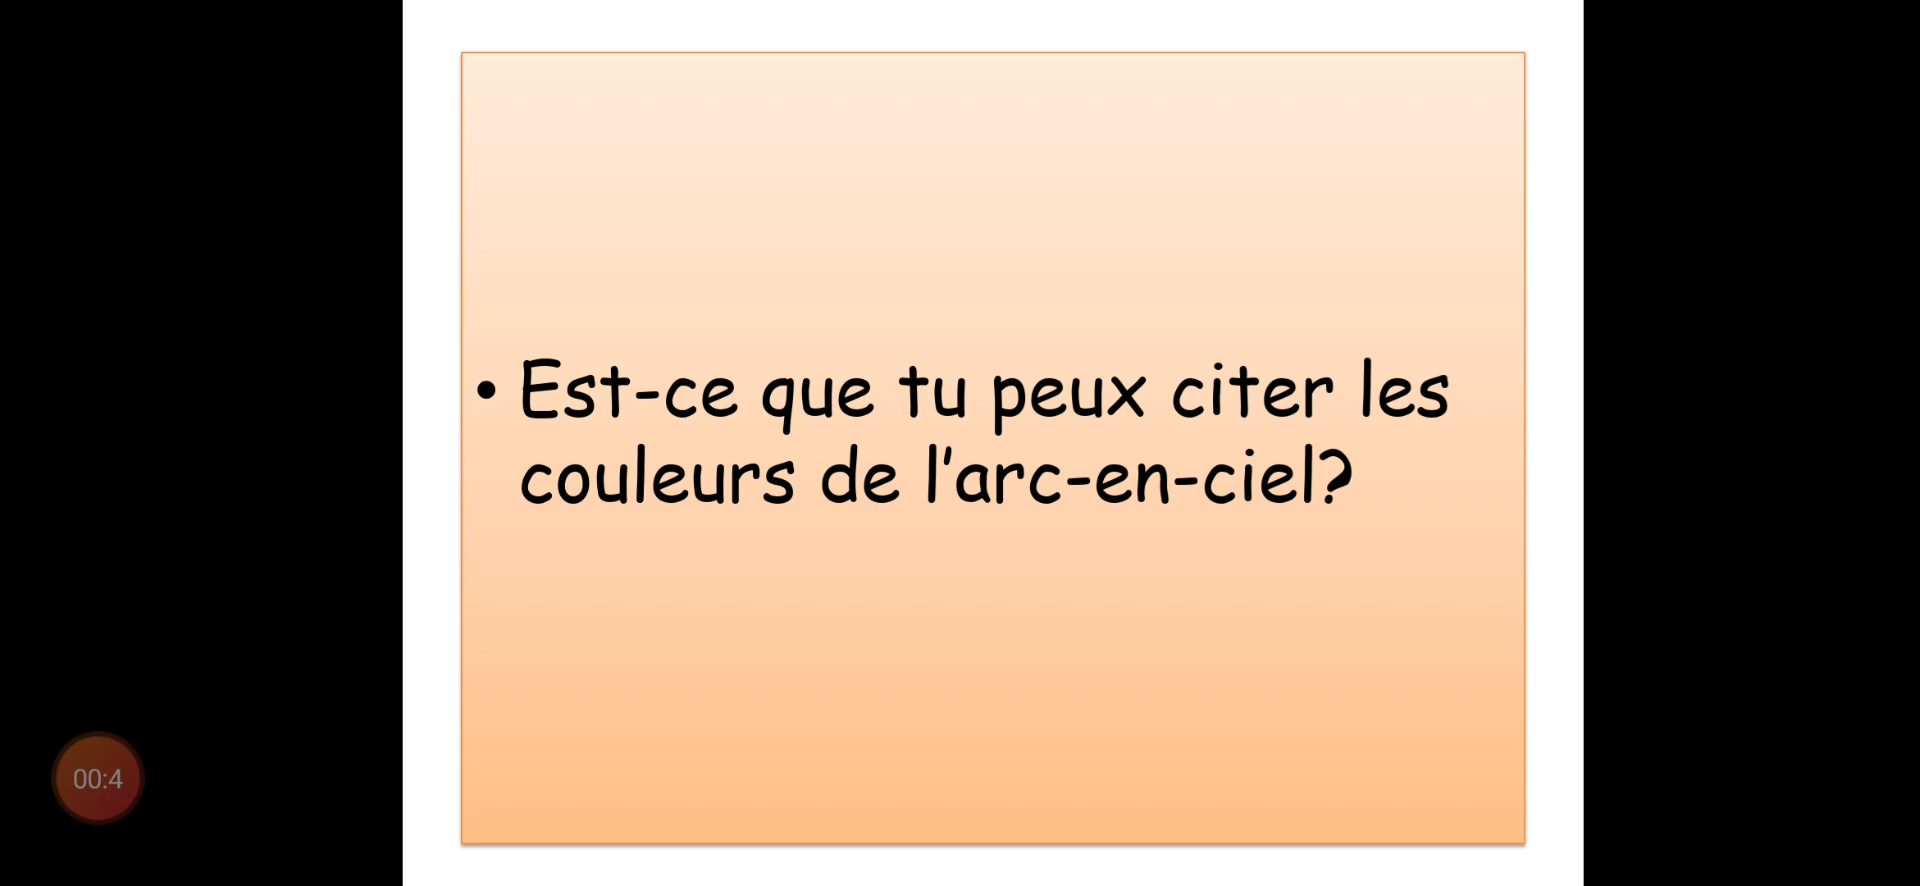 • Est-ce que tu peux citer les
couleurs de l'arc-en-ciel?
00:4